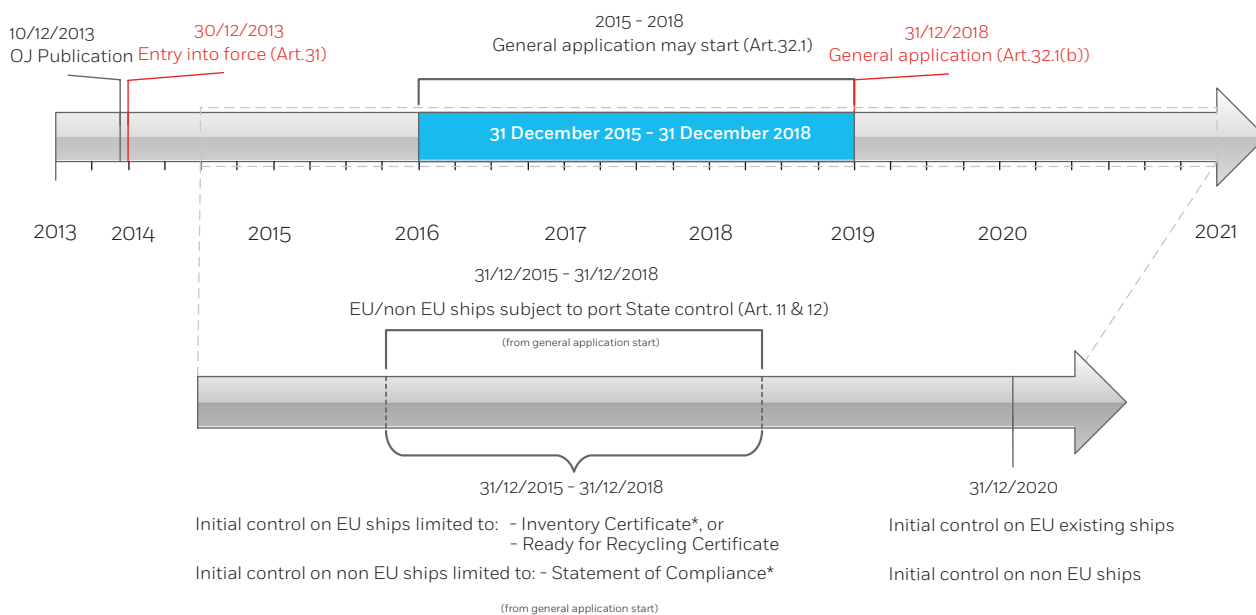 10/12/2013
OJ Publication
30/12/2013
Entry into force (Art.31)
2015 - 2018
General application may start (Art.32.1)
31/12/2018
General application (Art.32.1(b))
31 December 2015 - 31 December 2018
2013
2014
2015
2016
2017
2018
2019
2020
2021
31/12/2015 - 31/12/2018
EU/non EU ships subject to port State control (Art. 11 & 12)
(from general application start)
31/12/2015 - 31/12/2018
31/12/2020
Initial control on EU ships limited to: - Inventory Certificate*, or
- Ready for Recycling Certificate
Initial control on EU existing ships
Initial control on non EU ships limited to: - Statement of Compliance*
Initial control on non EU ships
(from general application start)